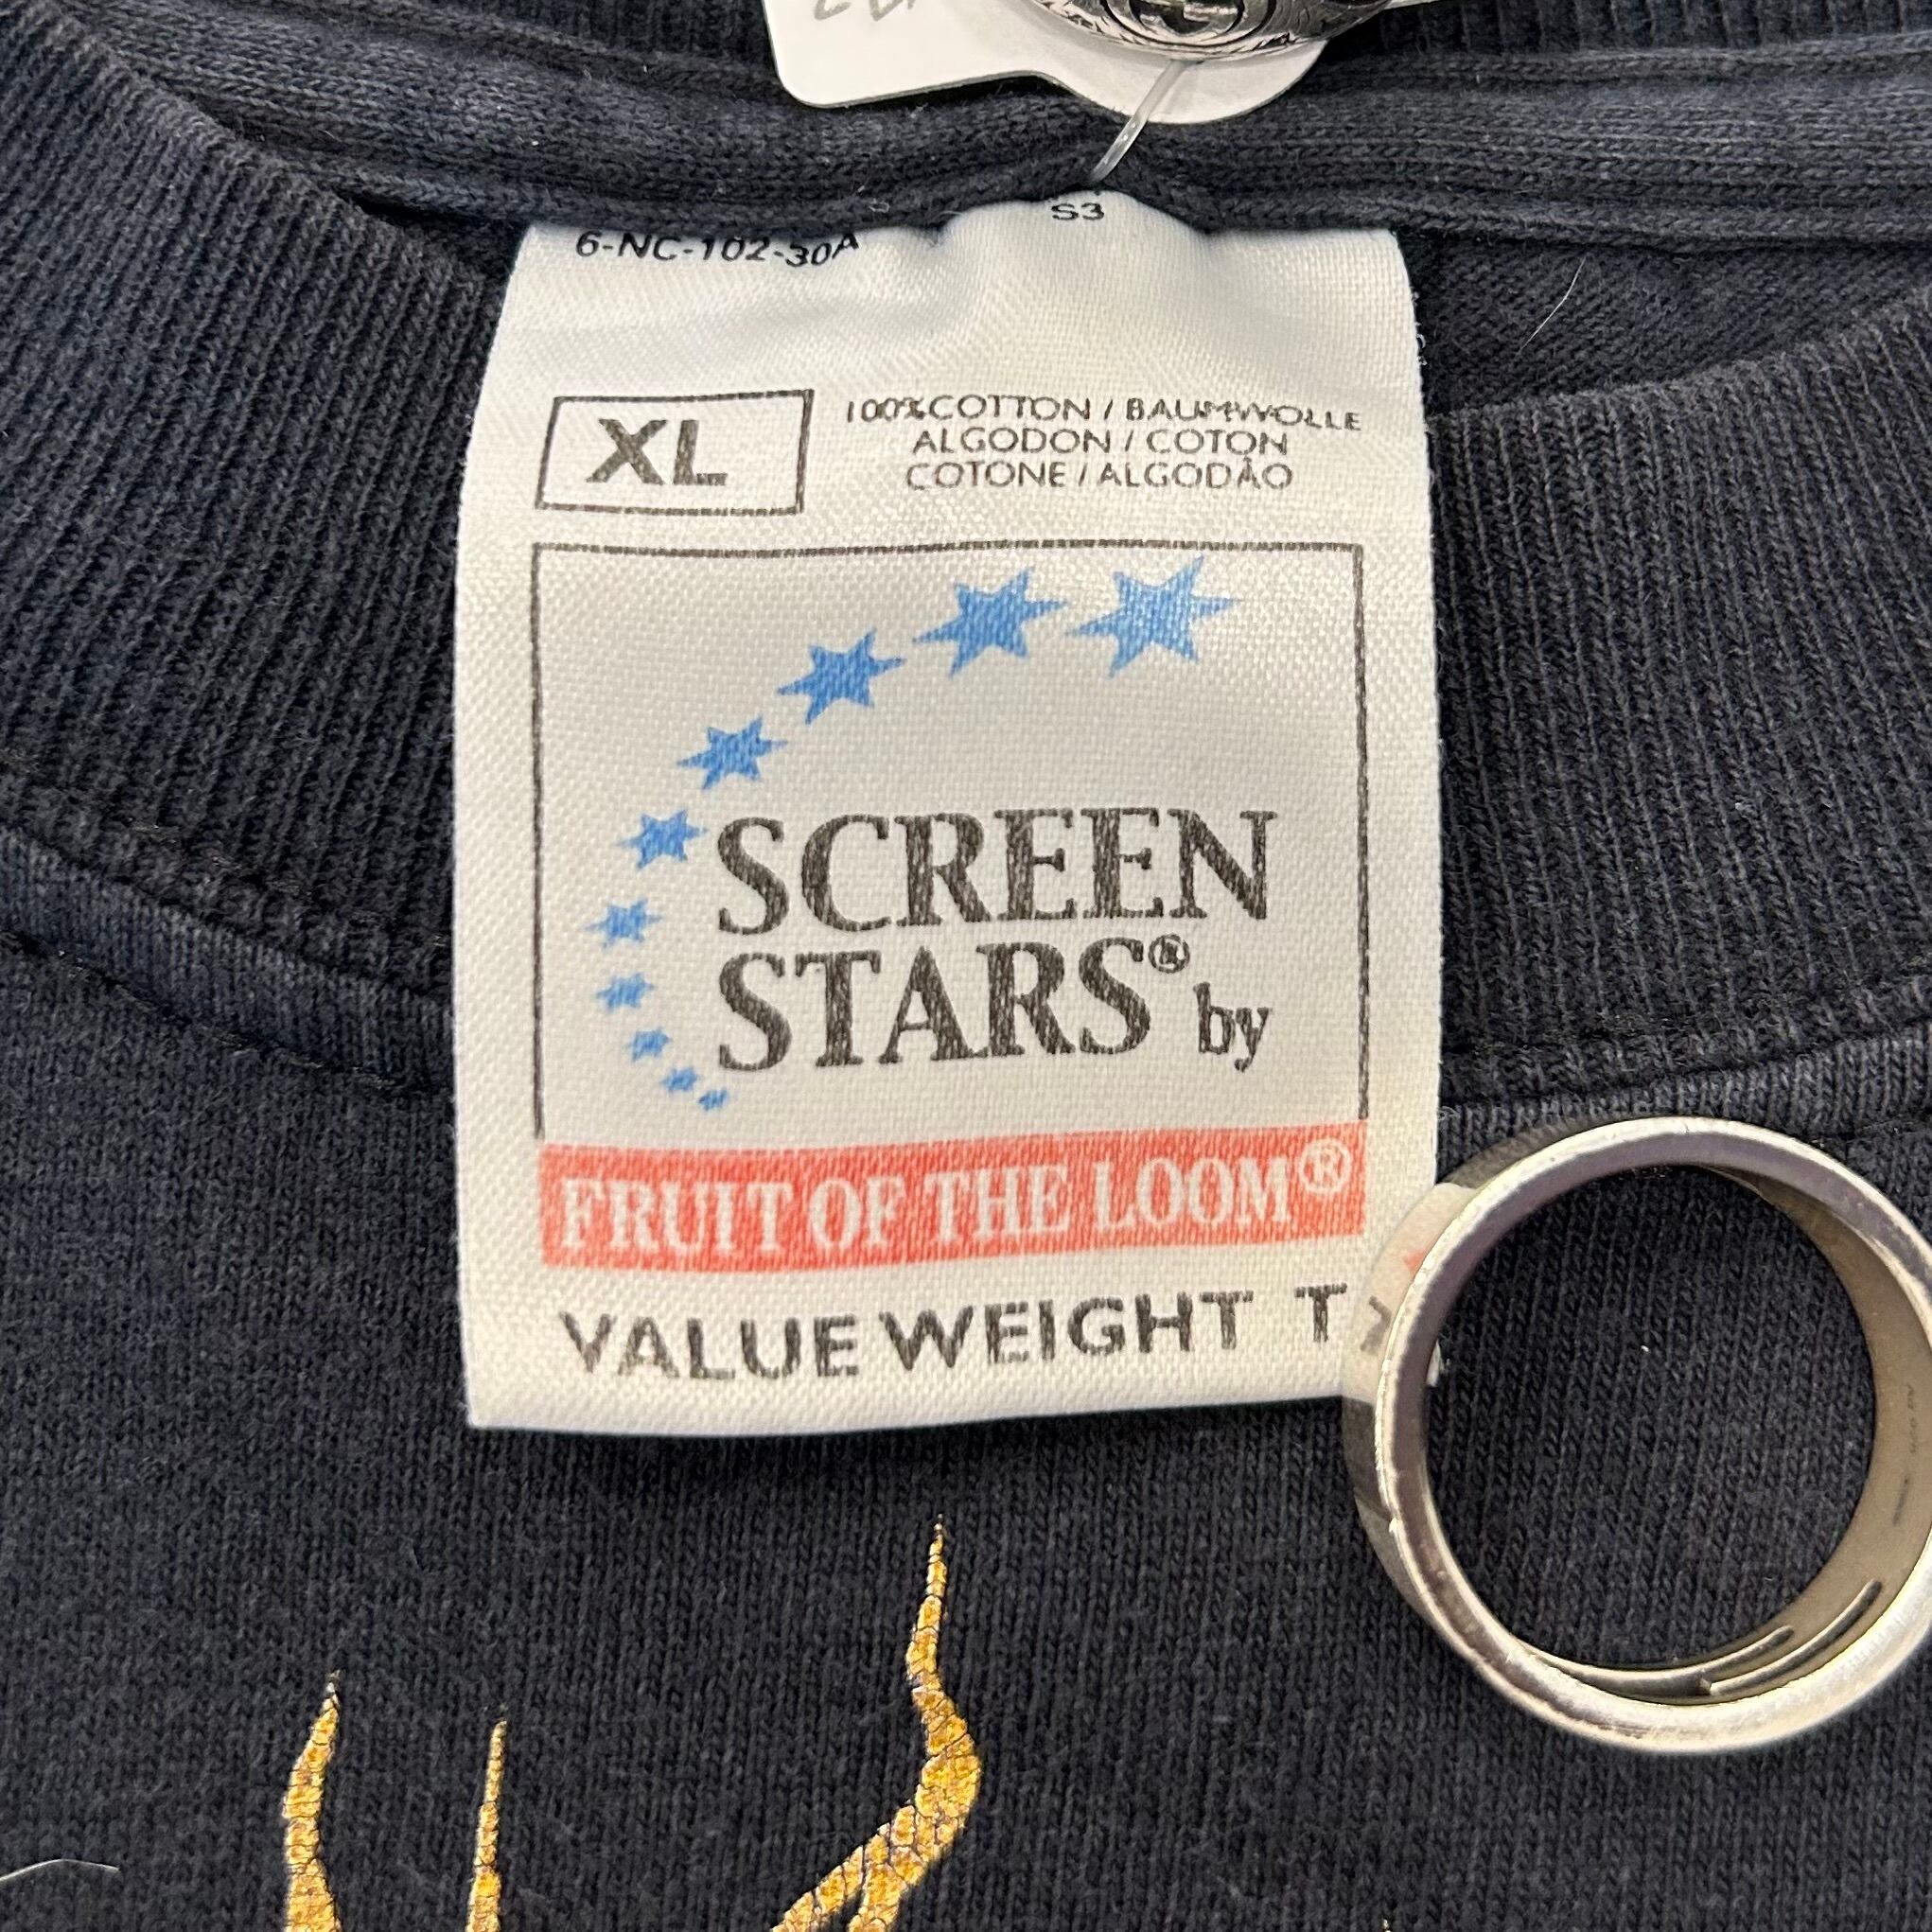 S3
6-NC-102-30A
XL
100%COTTON / BAUMWOLLE
ALGODON / COTON
COTONE / ALGODÃO
SCREEN
STARS® by
FRUIT OF THE LOOM®
VALUE WEIGHT T